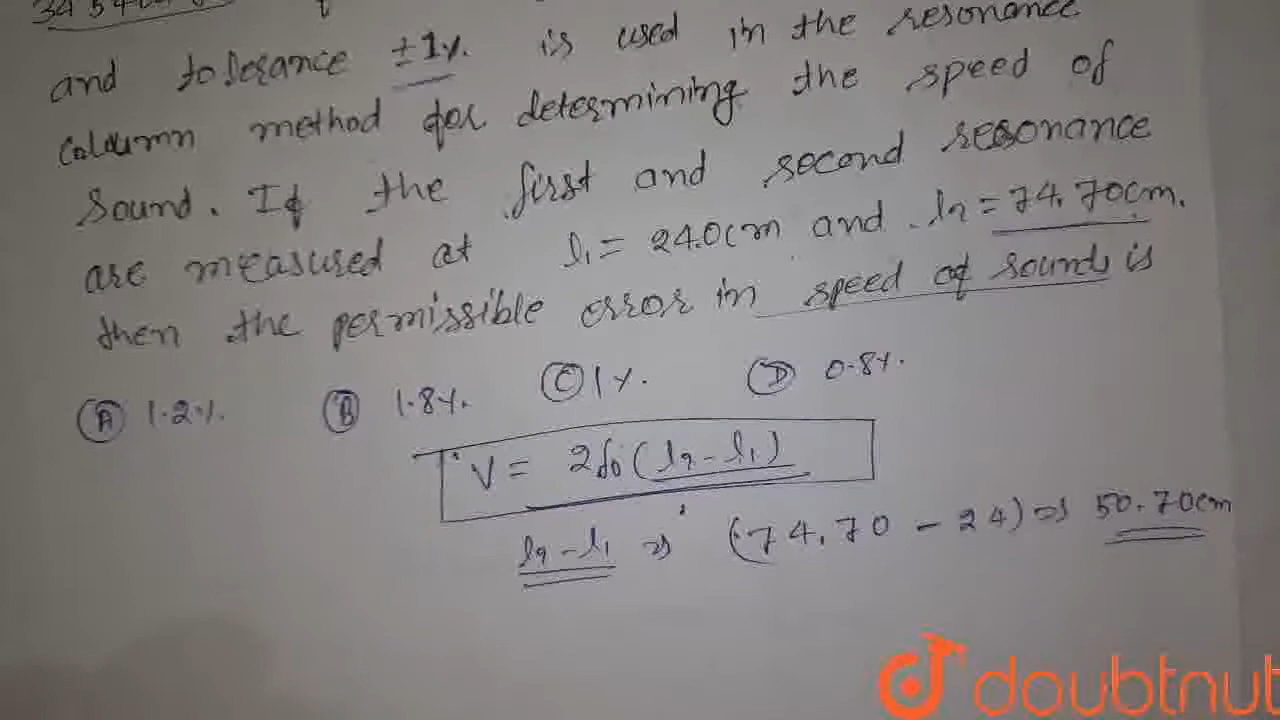 and tolerance ±1%. is used in the resonance
coloumn method for determining the speed of
sound. If the first and second resonance
are measured at l₁ = 24.0cm and l₂ = 74.70cm.
then the permissible error in speed of sound is
(A) 1.2%. (B) 1.8%. (C) 1%. (D) 0.8%.
V = 2f₀(l₂-l₁)
l₂-l₁ ⇒ (74.70 - 24) ⇒ 50.70cm
doubtnut